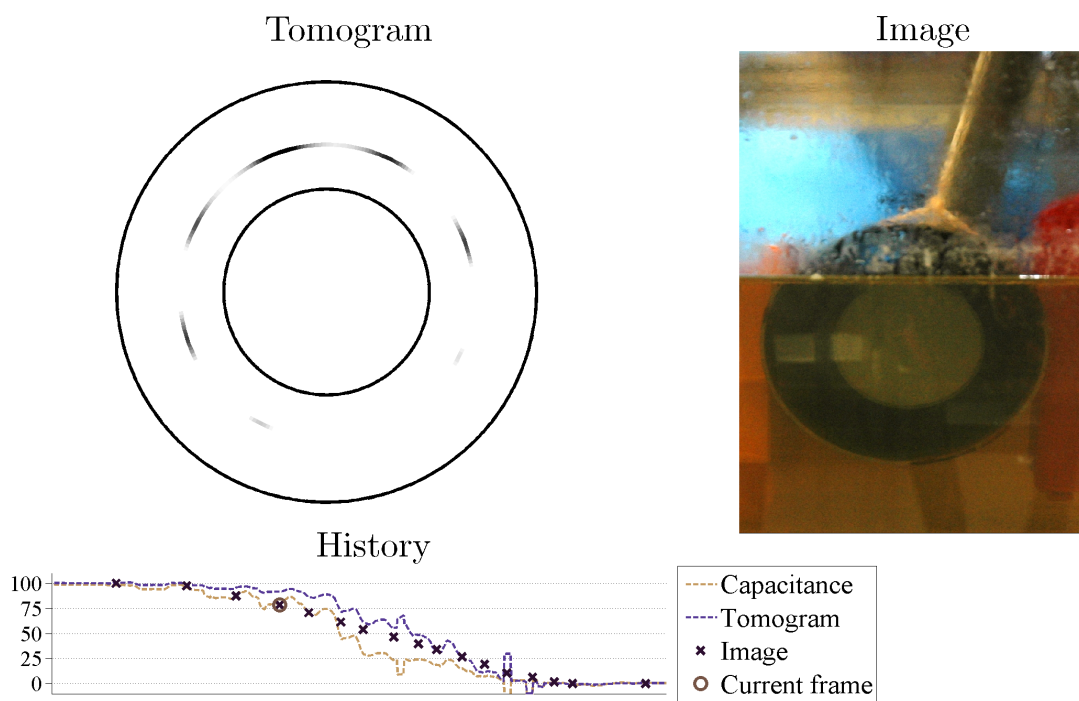 Tomogram
Image
History
100
75
50
25
0
Capacitance
Tomogram
Image
Current frame